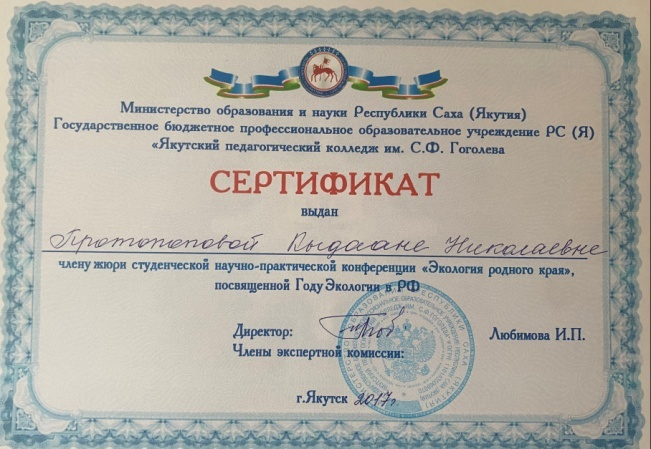 Министерство образования и науки Республики Саха (Якутия)
Государственное бюджетное профессиональное образовательное учреждение РС (Я)
«Якутский педагогический колледж им. С.Ф. Гоголева
СЕРТИФИКАТ
выдан
Протопоповой Кыдаане Николаевне
члену жюри студенческой научно-практической конференции «Экология родного края»,
посвященной Году Экологии в РФ
Директор: Любимова И.П.
Члены экспертной комиссии:
г.Якутск 2017г